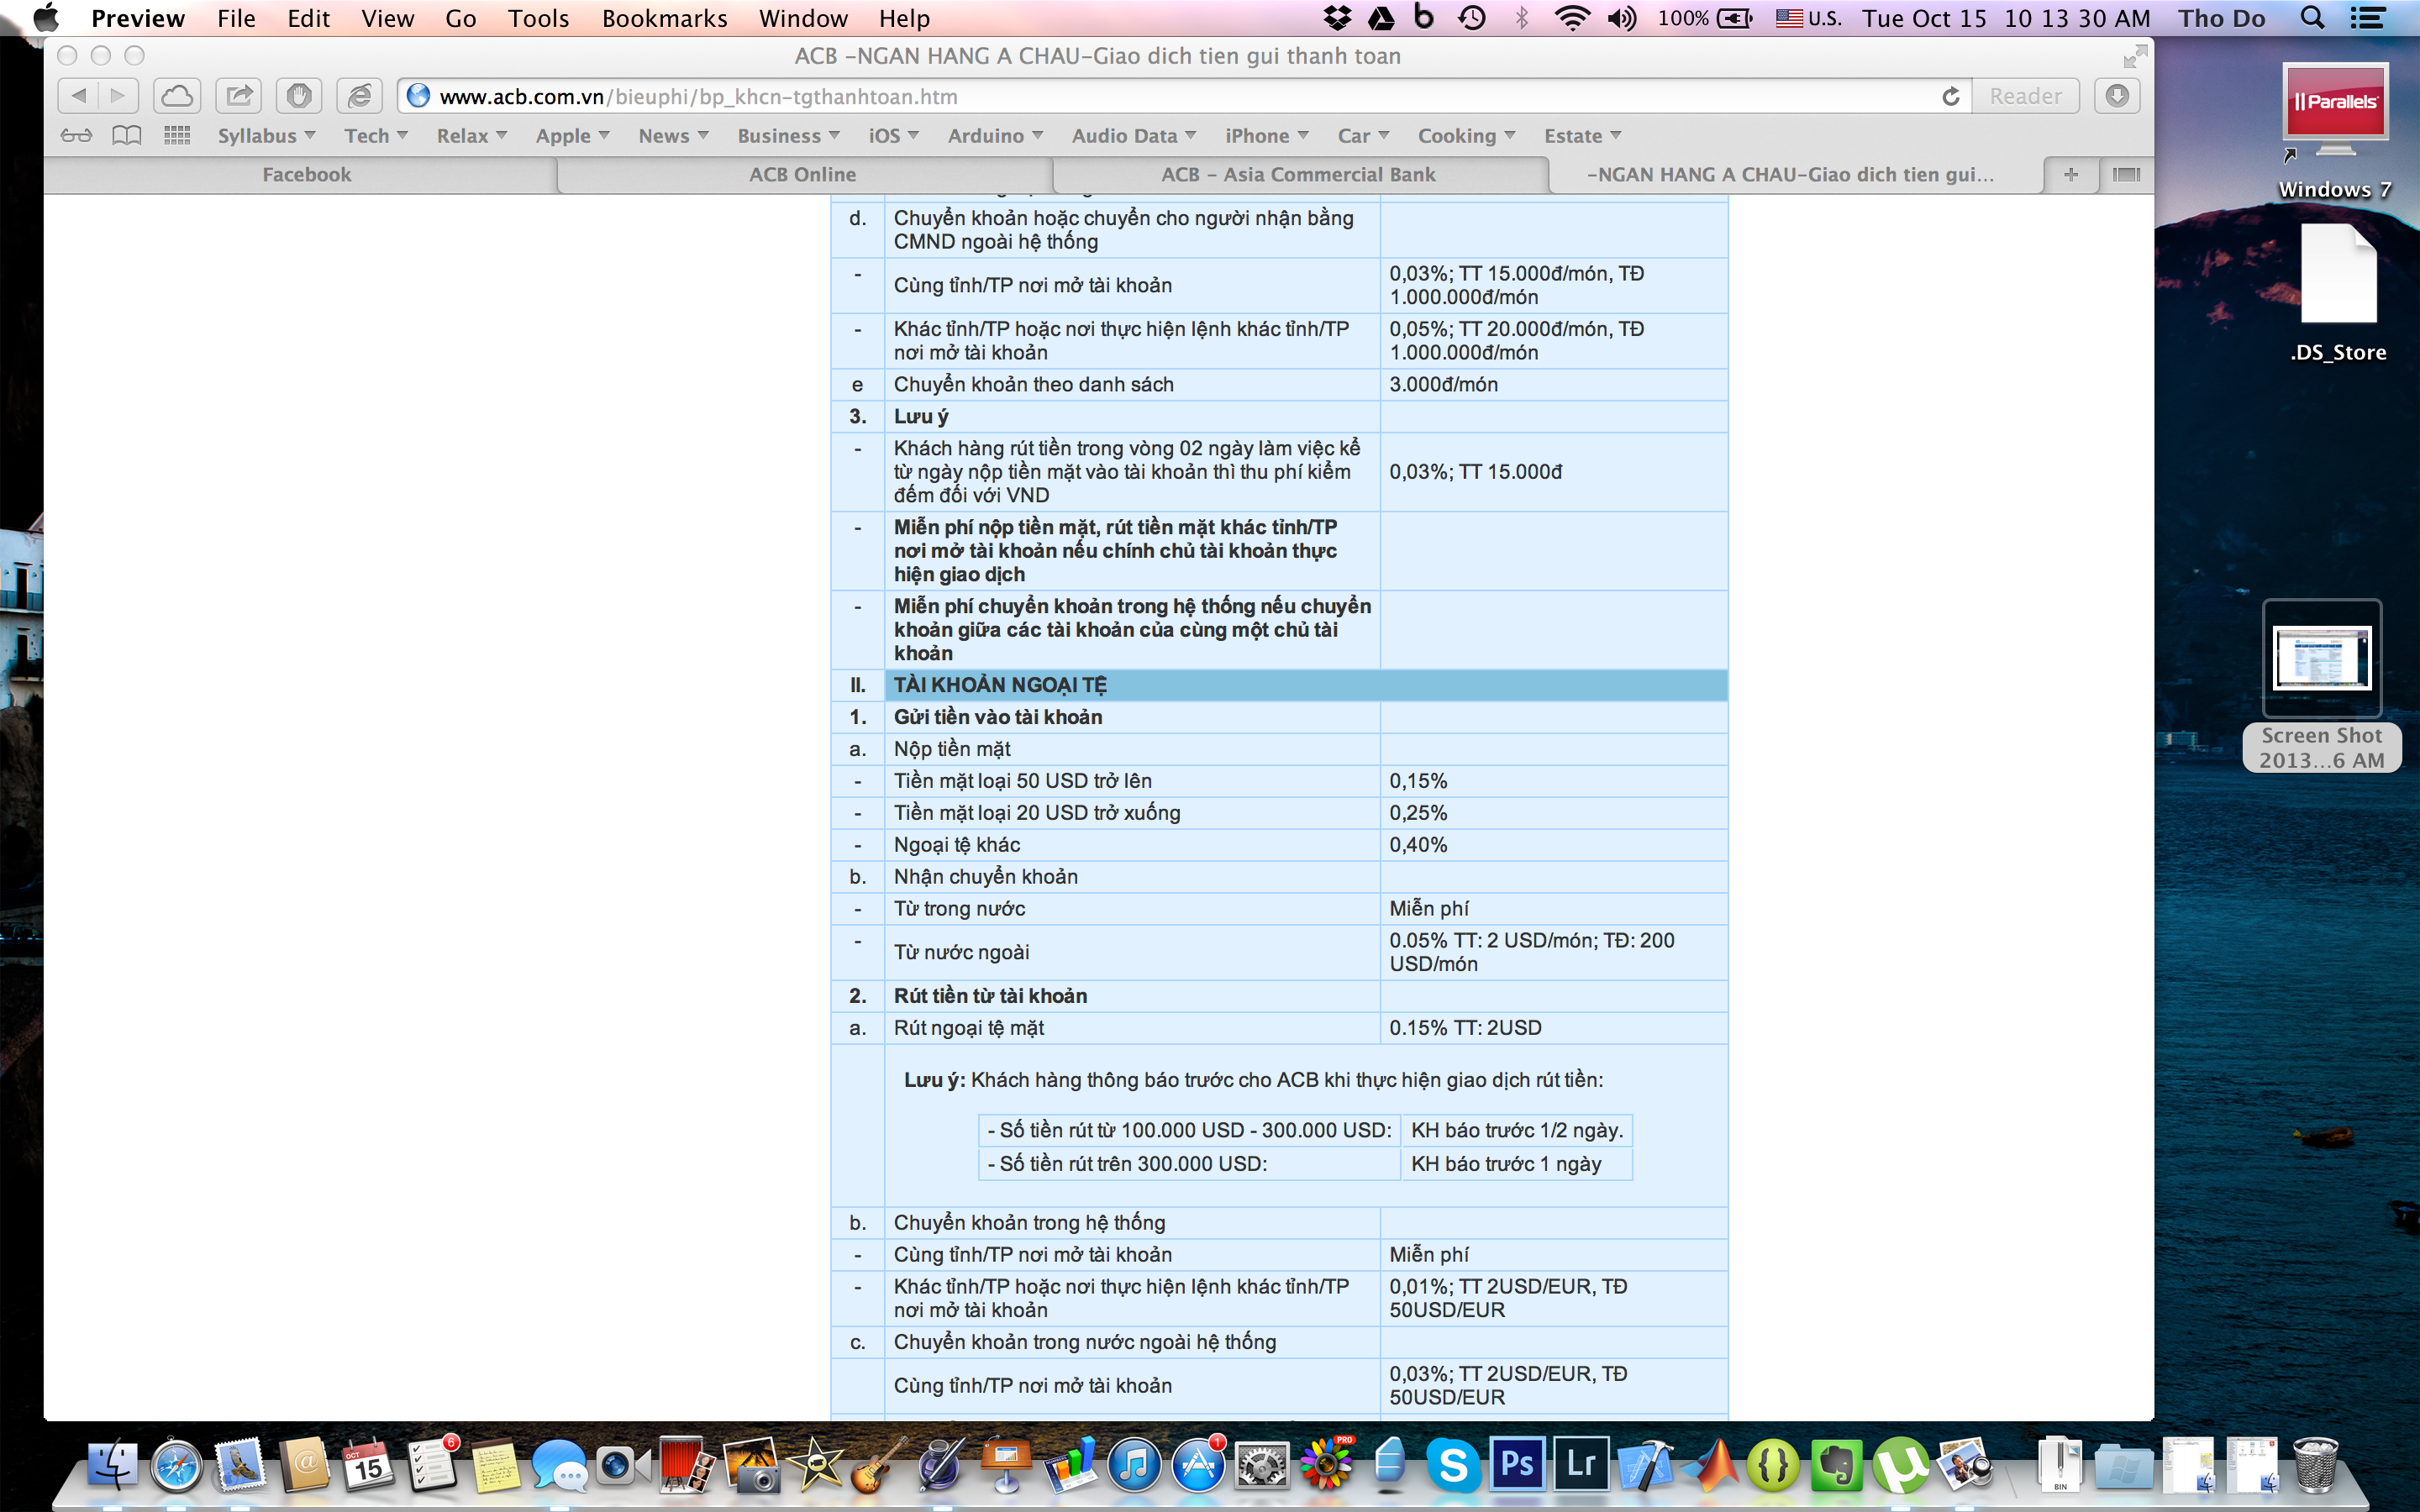 Preview File Edit View Go Tools Bookmarks Window Help 100% U.S. Tue Oct 15 10 13 30 AM Tho Do
ACB -NGAN HANG A CHAU-Giao dich tien gui thanh toan
www.acb.com.vn/bieuphi/bp_khcn-tgthanhtoan.htm Reader
Syllabus Tech Relax Apple News Business iOS Arduino Audio Data iPhone Car Cooking Estate
Facebook ACB Online ACB – Asia Commercial Bank -NGAN HANG A CHAU-Giao dich tien gui... +
d. Chuyển khoản hoặc chuyển cho người nhận bằng
CMND ngoài hệ thống
- Cùng tỉnh/TP nơi mở tài khoản 0,03%; TT 15.000đ/món, TĐ
1.000.000đ/món
- Khác tỉnh/TP hoặc nơi thực hiện lệnh khác tỉnh/TP 0,05%; TT 20.000đ/món, TĐ
nơi mở tài khoản 1.000.000đ/món
e Chuyển khoản theo danh sách 3.000đ/món
3. Lưu ý
- Khách hàng rút tiền trong vòng 02 ngày làm việc kể
từ ngày nộp tiền mặt vào tài khoản thì thu phí kiểm 0,03%; TT 15.000đ
đếm đối với VND
- Miễn phí nộp tiền mặt, rút tiền mặt khác tỉnh/TP
nơi mở tài khoản nếu chính chủ tài khoản thực
hiện giao dịch
- Miễn phí chuyển khoản trong hệ thống nếu chuyển
khoản giữa các tài khoản của cùng một chủ tài
khoản
II. TÀI KHOẢN NGOẠI TỆ
1. Gửi tiền vào tài khoản
a. Nộp tiền mặt
- Tiền mặt loại 50 USD trở lên 0,15%
- Tiền mặt loại 20 USD trở xuống 0,25%
- Ngoại tệ khác 0,40%
b. Nhận chuyển khoản
- Từ trong nước Miễn phí
- Từ nước ngoài 0.05% TT: 2 USD/món; TĐ: 200
USD/món
2. Rút tiền từ tài khoản
a. Rút ngoại tệ mặt 0.15% TT: 2USD
Lưu ý: Khách hàng thông báo trước cho ACB khi thực hiện giao dịch rút tiền:
- Số tiền rút từ 100.000 USD - 300.000 USD: KH báo trước 1/2 ngày.
- Số tiền rút trên 300.000 USD: KH báo trước 1 ngày
b. Chuyển khoản trong hệ thống
- Cùng tỉnh/TP nơi mở tài khoản Miễn phí
- Khác tỉnh/TP hoặc nơi thực hiện lệnh khác tỉnh/TP 0,01%; TT 2USD/EUR, TĐ
nơi mở tài khoản 50USD/EUR
c. Chuyển khoản trong nước ngoài hệ thống
Cùng tỉnh/TP nơi mở tài khoản 0,03%; TT 2USD/EUR, TĐ
50USD/EUR
Parallels
Windows 7
.DS_Store
Screen Shot
2013...6 AM
OCT
15
6
1
PRO
S Ps Lr
BIN